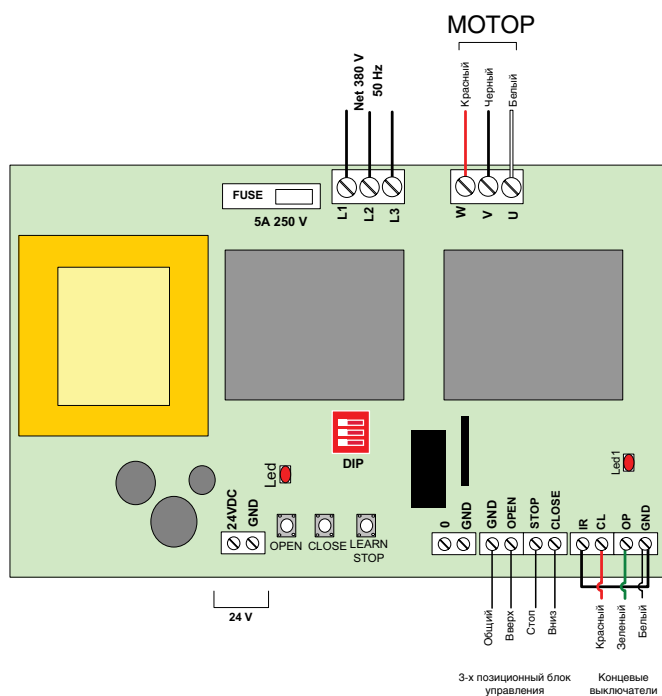 МОТОР
Net 380 V
50 Hz
Красный
Черный
Белый
FUSE
5A 250 V
L1
L2
L3
W
V
U
DIP
Led
Led1
24VDC
GND
OPEN
CLOSE
LEARN
STOP
0
GND
GND
OPEN
STOP
CLOSE
IR
CL
OP
GND
24 V
Общий
Вверх
Стоп
Вниз
Красный
Зеленый
Белый
3-х позиционный блок
управления
Концевые
выключатели